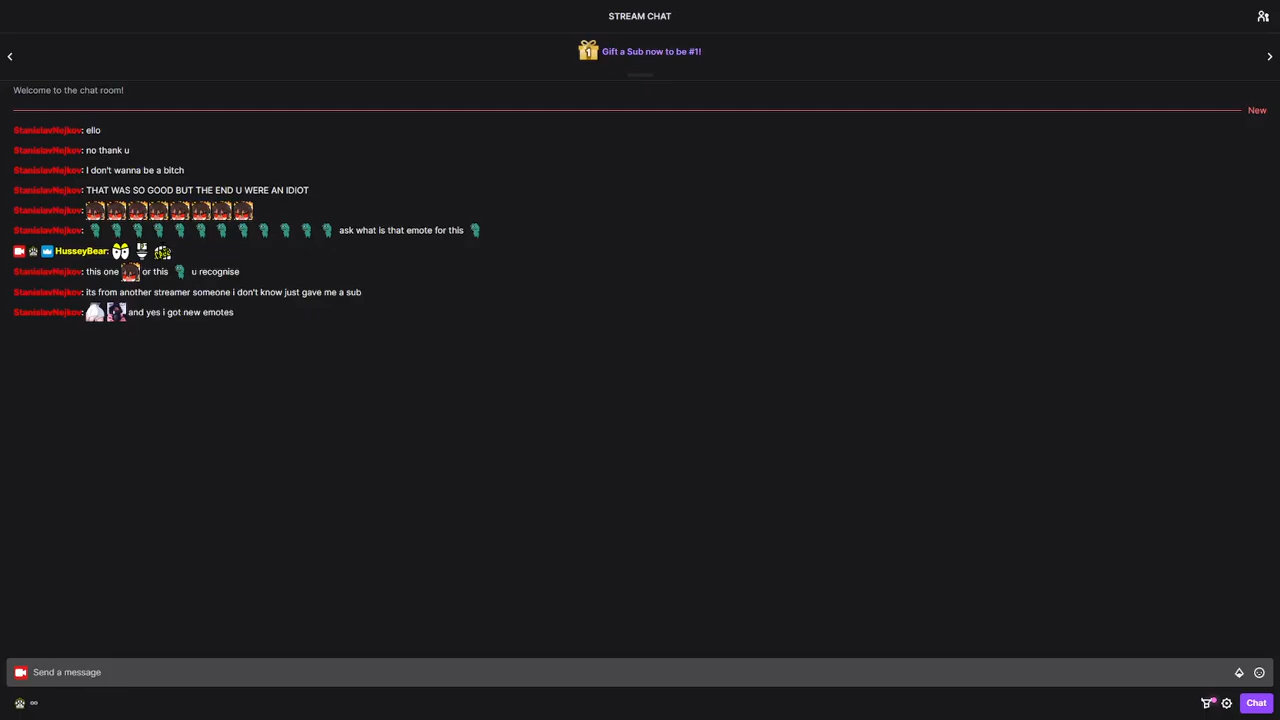 STREAM CHAT
1 Gift a Sub now to be #1!
Welcome to the chat room!
New
StanislavNejkov: ello
StanislavNejkov: no thank u
StanislavNejkov: I don't wanna be a bitch
StanislavNejkov: THAT WAS SO GOOD BUT THE END U WERE AN IDIOT
StanislavNejkov:
StanislavNejkov: ask what is that emote for this
HusseyBear:
StanislavNejkov: this one or this u recognise
StanislavNejkov: its from another streamer someone i don't know just gave me a sub
StanislavNejkov: and yes i got new emotes
Send a message
Chat